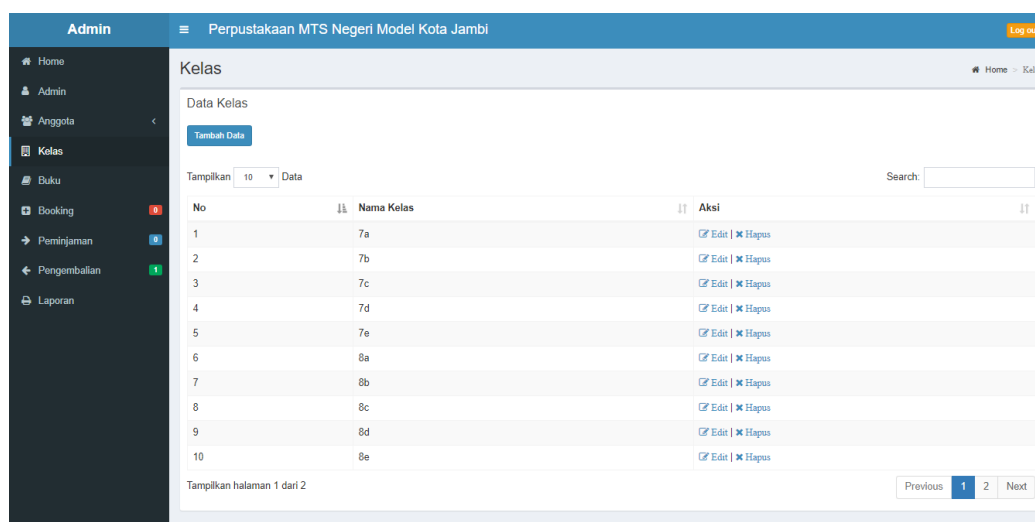 Admin
Perpustakaan MTS Negeri Model Kota Jambi
Home
Admin
Anggota
Kelas
Buku
Booking 0
Peminjaman 0
Pengembalian 1
Laporan
Kelas
Home > 
Data Kelas
Tambah Data
Tampilkan 10 Data
Search:
No Nama Kelas Aksi
1 7a Edit | Hapus
2 7b Edit | Hapus
3 7c Edit | Hapus
4 7d Edit | Hapus
5 7e Edit | Hapus
6 8a Edit | Hapus
7 8b Edit | Hapus
8 8c Edit | Hapus
9 8d Edit | Hapus
10 8e Edit | Hapus
Tampilkan halaman 1 dari 2
Previous 1 2 Next